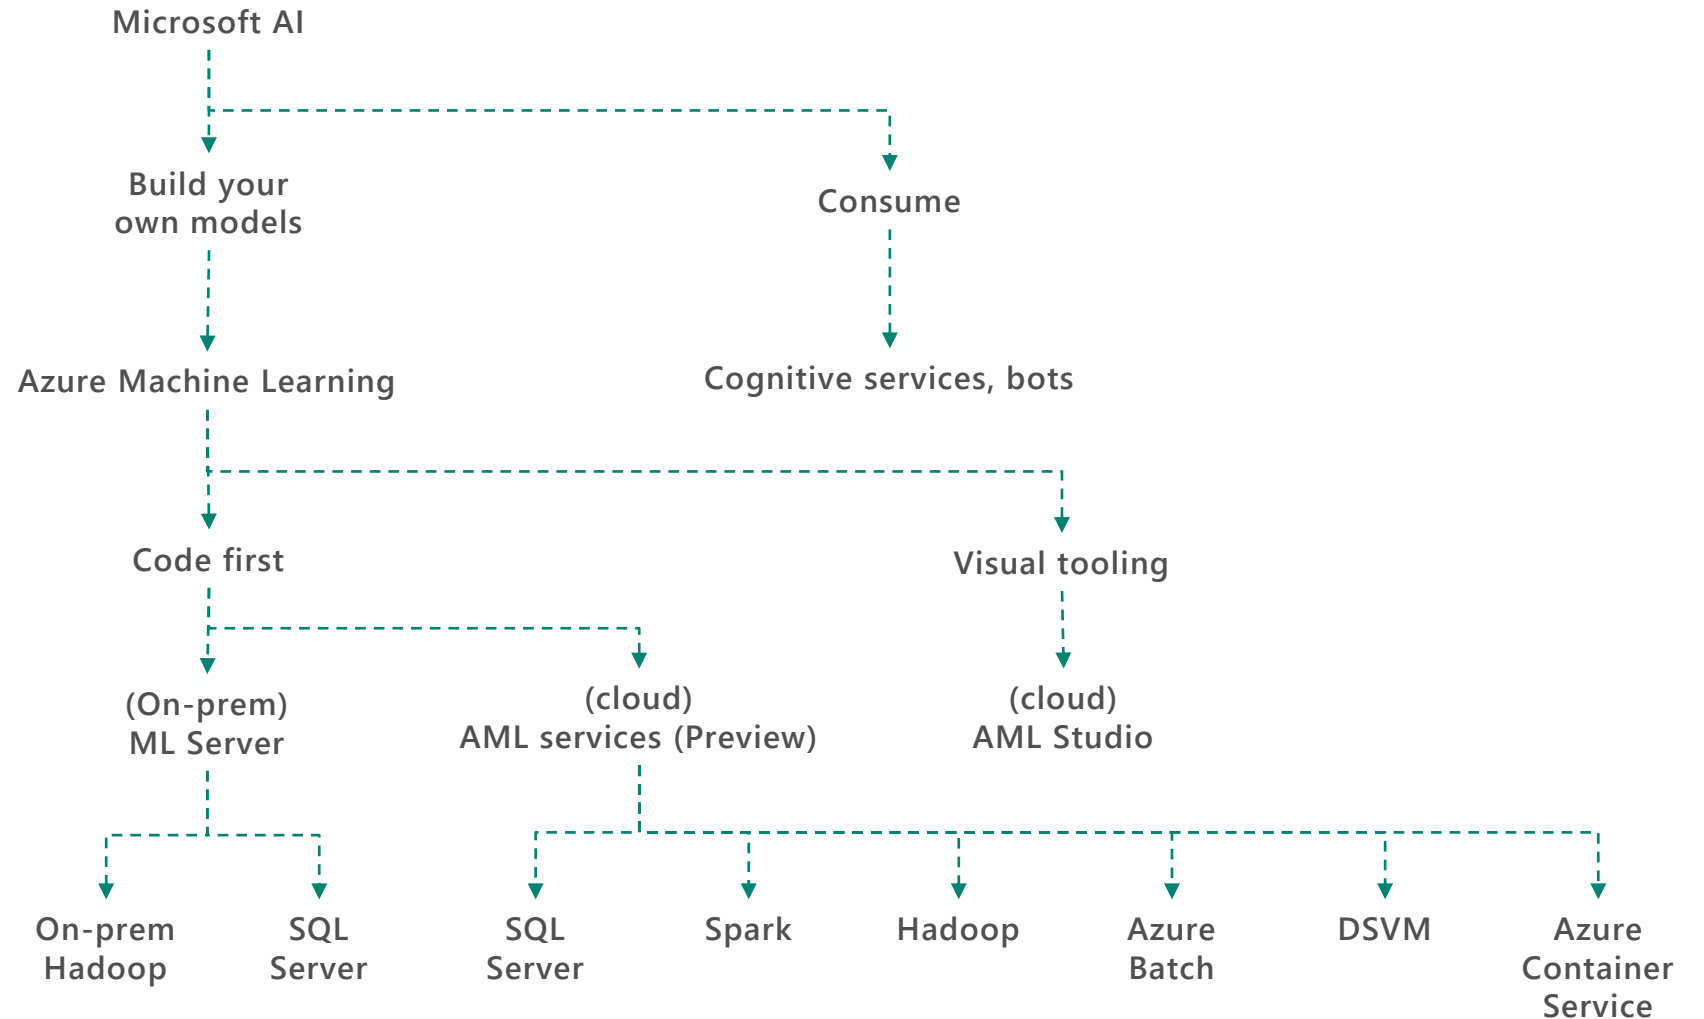 Microsoft AI
Build your
own models
Consume
Azure Machine Learning
Cognitive services, bots
Code first
Visual tooling
(On-prem)
ML Server
(cloud)
AML services (Preview)
(cloud)
AML Studio
On-prem
Hadoop
SQL
Server
SQL
Server
Spark
Hadoop
Azure
Batch
DSVM
Azure
Container
Service